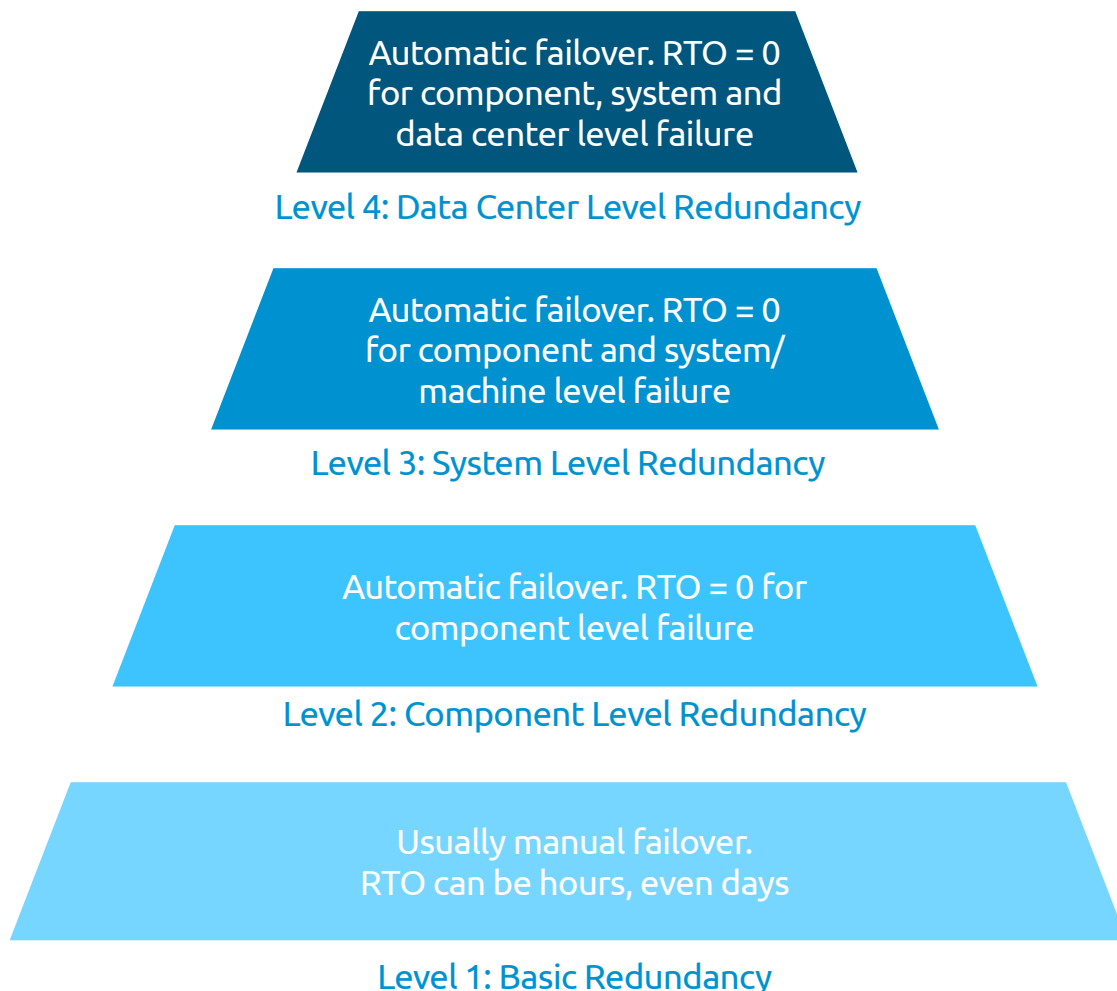 Automatic failover. RTO = 0
for component, system and
data center level failure
Level 4: Data Center Level Redundancy
Automatic failover. RTO = 0
for component and system/
machine level failure
Level 3: System Level Redundancy
Automatic failover. RTO = 0 for
component level failure
Level 2: Component Level Redundancy
Usually manual failover.
RTO can be hours, even days
Level 1: Basic Redundancy